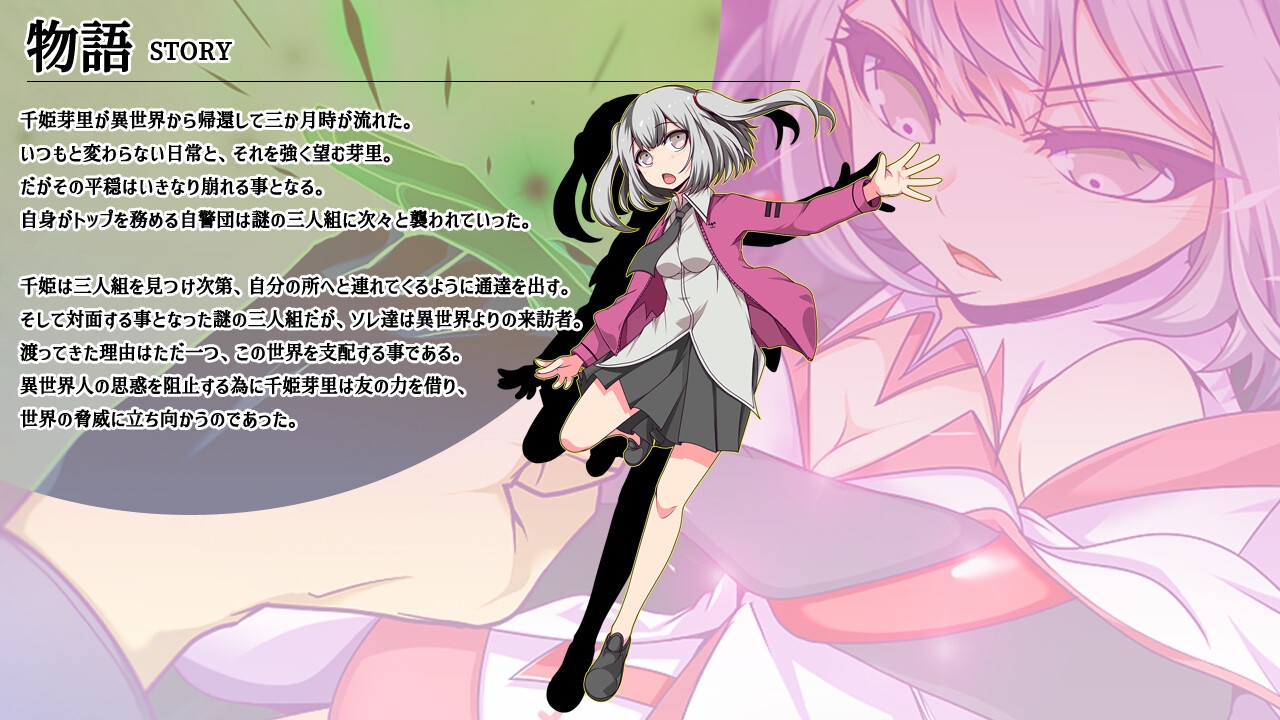 物語 STORY
千姫芽里が異世界から帰還して三か月時が流れた。
いつもと変わらない日常と、それを強く望む芽里。
だがその平穏はいきなり崩れる事となる。
自身がトップを務める自警団は謎の三人組に次々と襲われていった。
千姫は三人組を見つけ次第、自分の所へと連れてくるように通達を出す。
そして対面する事となった謎の三人組だが、ソレ達は異世界よりの来訪者。
渡ってきた理由はただ一つ、この世界を支配する事である。
異世界人の思惑を阻止する為に千姫芽里は友の力を借り、
世界の脅威に立ち向かうのであった。